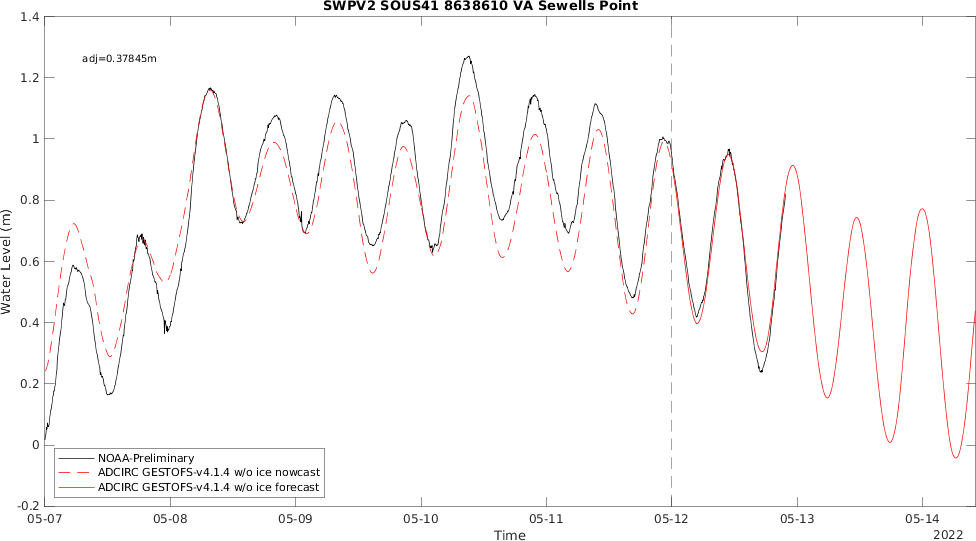 SWPV2 SOUS41 8638610 VA Sewells Point
1.4
1.2
1
0.8
0.6
0.4
0.2
0
-0.2
Water Level (m)
adj=0.37845m
NOAA-Preliminary
ADCIRC GESTOFS-v4.1.4 w/o ice nowcast
ADCIRC GESTOFS-v4.1.4 w/o ice forecast
05-07 05-08 05-09 05-10 05-11 05-12 05-13 05-14
Time
2022